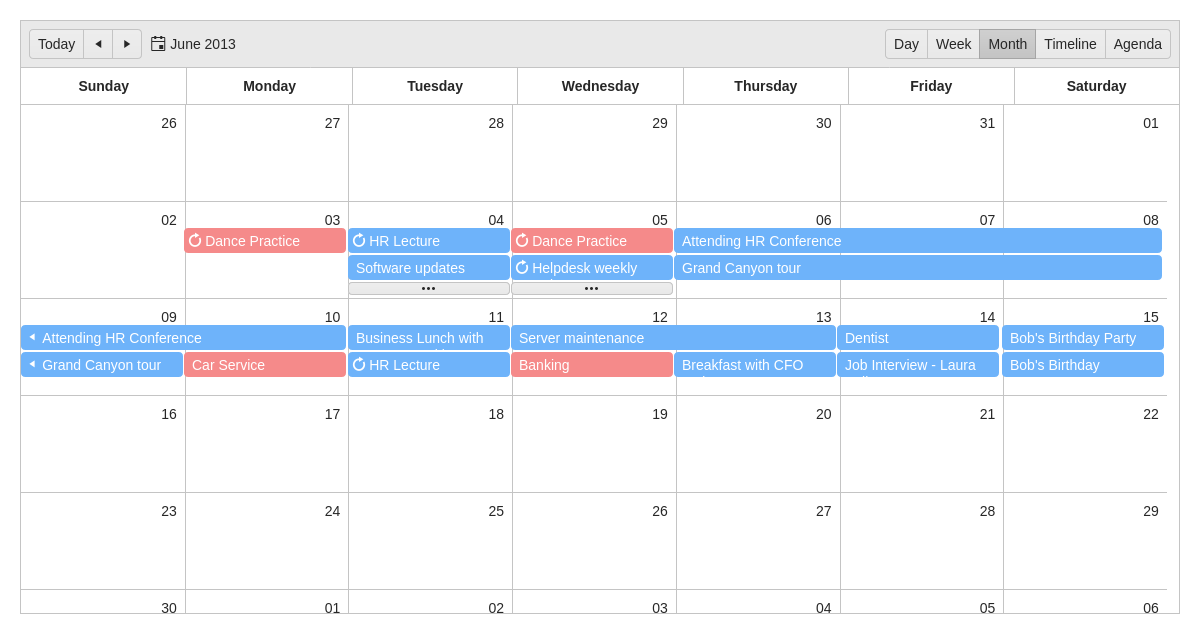 Today June 2013 Day Week Month Timeline Agenda
Sunday Monday Tuesday Wednesday Thursday Friday Saturday
26 27 28 29 30 31 01
02 03 04 05 06 07 08
Dance Practice HR Lecture Dance Practice Attending HR Conference
Software updates Helpdesk weekly Grand Canyon tour
•••  •••
09 10 11 12 13 14 15
Attending HR Conference Business Lunch with Server maintenance Dentist Bob's Birthday Party
Grand Canyon tour Car Service HR Lecture Banking Breakfast with CFO Job Interview - Laura Bob's Birthday
16 17 18 19 20 21 22
23 24 25 26 27 28 29
30 01 02 03 04 05 06